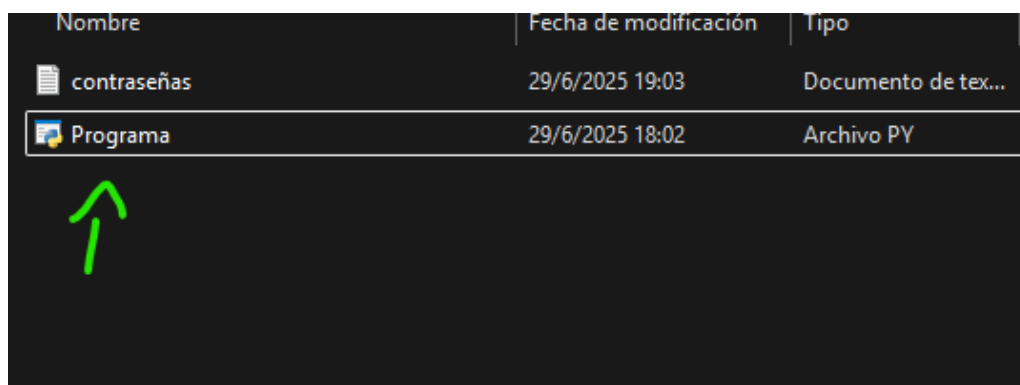 Nombre Fecha de modificación Tipo
contraseñas 29/6/2025 19:03 Documento de tex...
Programa 29/6/2025 18:02 Archivo PY